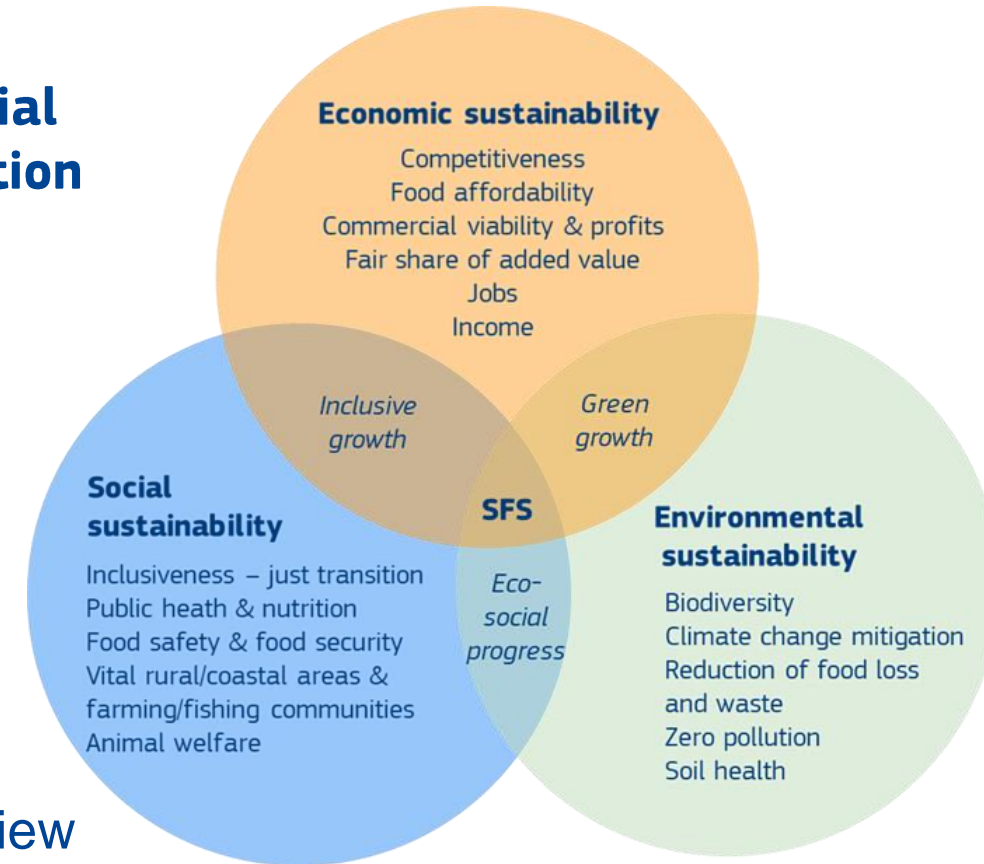 ial
tion
Economic sustainability
Competitiveness
Food affordability
Commercial viability & profits
Fair share of added value
Jobs
Income
Inclusive
growth
Green
growth
SFS
Social
sustainability
Inclusiveness – just transition
Public heath & nutrition
Food safety & food security
Vital rural/coastal areas &
farming/fishing communities
Animal welfare
Eco-
social
progress
Environmental
sustainability
Biodiversity
Climate change mitigation
Reduction of food loss
and waste
Zero pollution
Soil health
iew